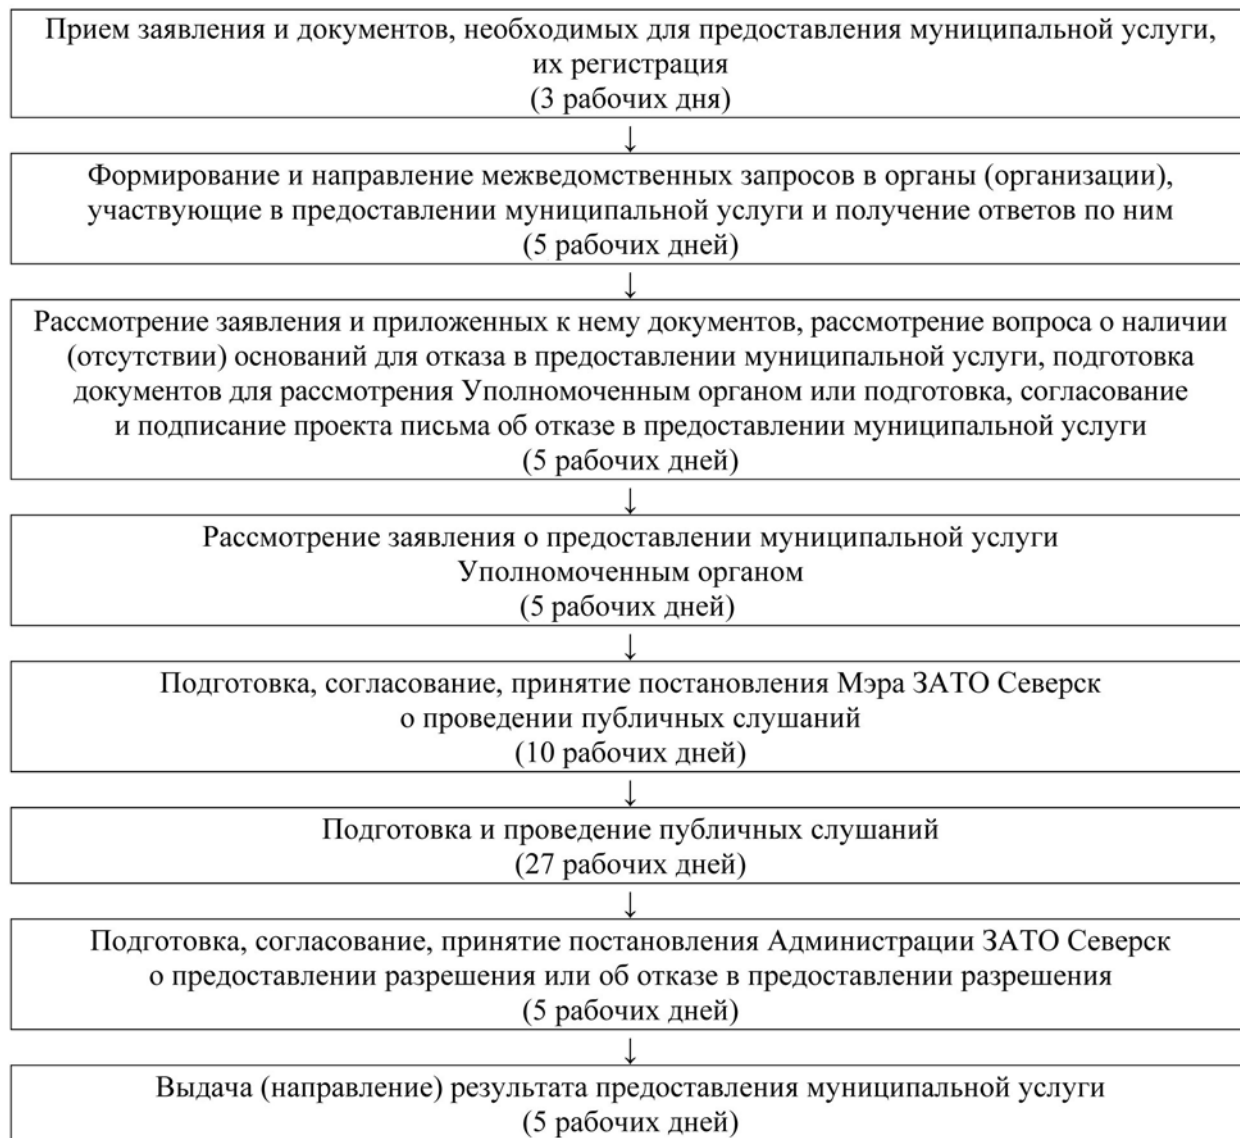 Прием заявления и документов, необходимых для предоставления муниципальной услуги,
их регистрация
(3 рабочих дня)
↓
Формирование и направление межведомственных запросов в органы (организации),
участвующие в предоставлении муниципальной услуги и получение ответов по ним
(5 рабочих дней)
↓
Рассмотрение заявления и приложенных к нему документов, рассмотрение вопроса о наличии
(отсутствии) оснований для отказа в предоставлении муниципальной услуги, подготовка
документов для рассмотрения Уполномоченным органом или подготовка, согласование
и подписание проекта письма об отказе в предоставлении муниципальной услуги
(5 рабочих дней)
↓
Рассмотрение заявления о предоставлении муниципальной услуги
Уполномоченным органом
(5 рабочих дней)
↓
Подготовка, согласование, принятие постановления Мэра ЗАТО Северск
о проведении публичных слушаний
(10 рабочих дней)
↓
Подготовка и проведение публичных слушаний
(27 рабочих дней)
↓
Подготовка, согласование, принятие постановления Администрации ЗАТО Северск
о предоставлении разрешения или об отказе в предоставлении разрешения
(5 рабочих дней)
↓
Выдача (направление) результата предоставления муниципальной услуги
(5 рабочих дней)